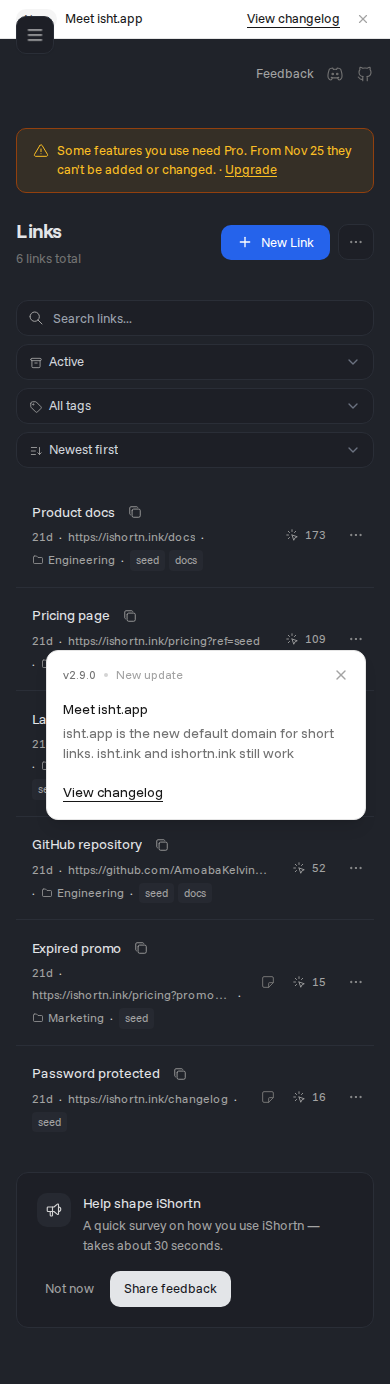 Meet isht.app
View changelog
Feedback
Some features you use need Pro. From Nov 25 they
can't be added or changed. · Upgrade
Links
6 links total
New Link
Search links...
Active
All tags
Newest first
Product docs
21d · https://ishortn.ink/docs ·
173
Engineering · seed docs
Pricing page
21d · https://ishortn.ink/pricing?ref=seed
109
v2.9.0 • New update
Meet isht.app
isht.app is the new default domain for short
links. isht.ink and ishortn.ink still work
View changelog
GitHub repository
21d · https://github.com/AmoabaKelvin...
52
· Engineering · seed docs
Expired promo
21d ·
https://ishortn.ink/pricing?promo... ·
15
Marketing · seed
Password protected
21d · https://ishortn.ink/changelog ·
16
seed
Help shape iShortn
A quick survey on how you use iShortn —
takes about 30 seconds.
Not now
Share feedback